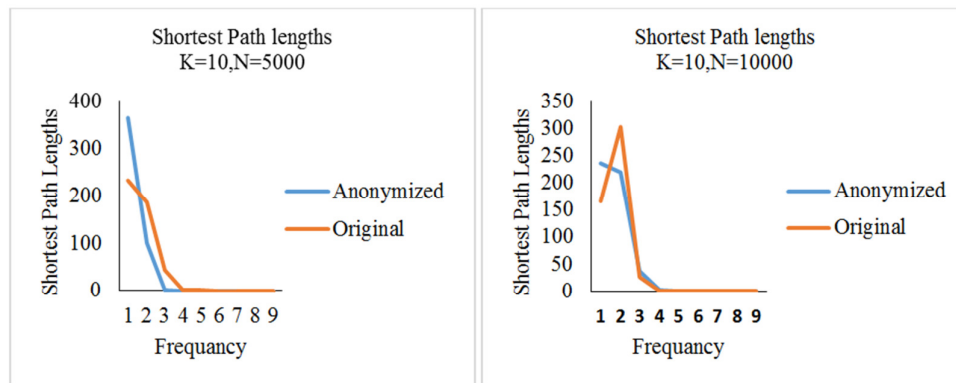 Shortest Path lengths
K=10,N=5000
Shortest Path Lengths
400
300
200
100
0
1 2 3 4 5 6 7 8 9
Frequancy
Anonymized
Original
Shortest Path lengths
K=10,N=10000
Shortest Path Lengths
350
300
250
200
150
100
50
0
1 2 3 4 5 6 7 8 9
Frequancy
Anonymized
Original